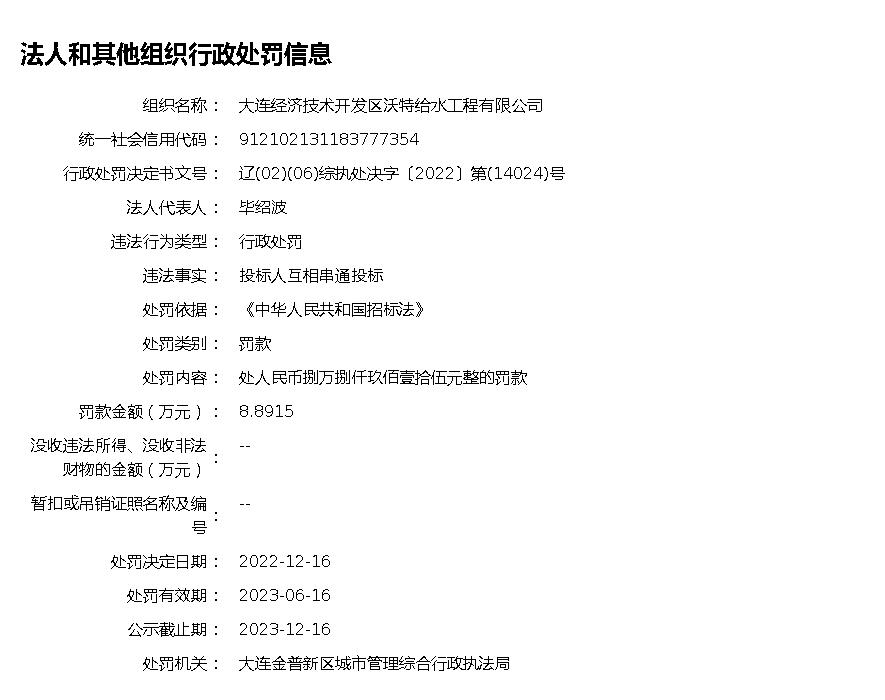 法人和其他组织行政处罚信息
组织名称： 大连经济技术开发区沃特给水工程有限公司
统一社会信用代码： 912102131183777354
行政处罚决定书文号： 辽(02)(06)综执处决字〔2022〕第(14024)号
法人代表人： 毕绍波
违法行为类型： 行政处罚
违法事实： 投标人互相串通投标
处罚依据： 《中华人民共和国招标法》
处罚类别： 罚款
处罚内容： 处人民币捌万捌仟玖佰壹拾伍元整的罚款
罚款金额（万元）： 8.8915
没收违法所得、没收非法
财物的金额（万元）： --
暂扣或吊销证照名称及编
号： --
处罚决定日期： 2022-12-16
处罚有效期： 2023-06-16
公示截止期： 2023-12-16
处罚机关： 大连金普新区城市管理综合行政执法局